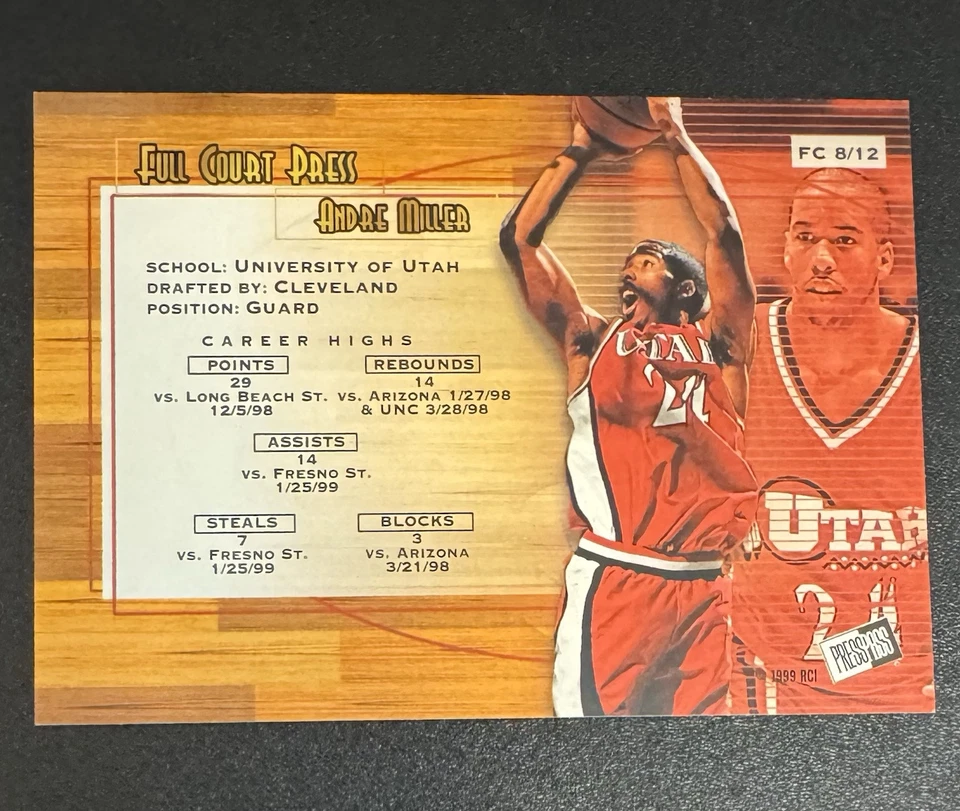 FC 8/12
FULL COURT PRESS
ANDRE MILLER
SCHOOL: UNIVERSITY OF UTAH
DRAFTED BY: CLEVELAND
POSITION: GUARD
CAREER HIGHS
POINTS REBOUNDS
29 14
VS. LONG BEACH ST. VS. ARIZONA 1/27/98
12/5/98 & UNC 3/28/98
ASSISTS
14
VS. FRESNO ST.
1/25/99
STEALS BLOCKS
7 3
VS. FRESNO ST. VS. ARIZONA
1/25/99 3/21/98
UTAH
24
UTAH
24
PRESS PASS
1999 RCI